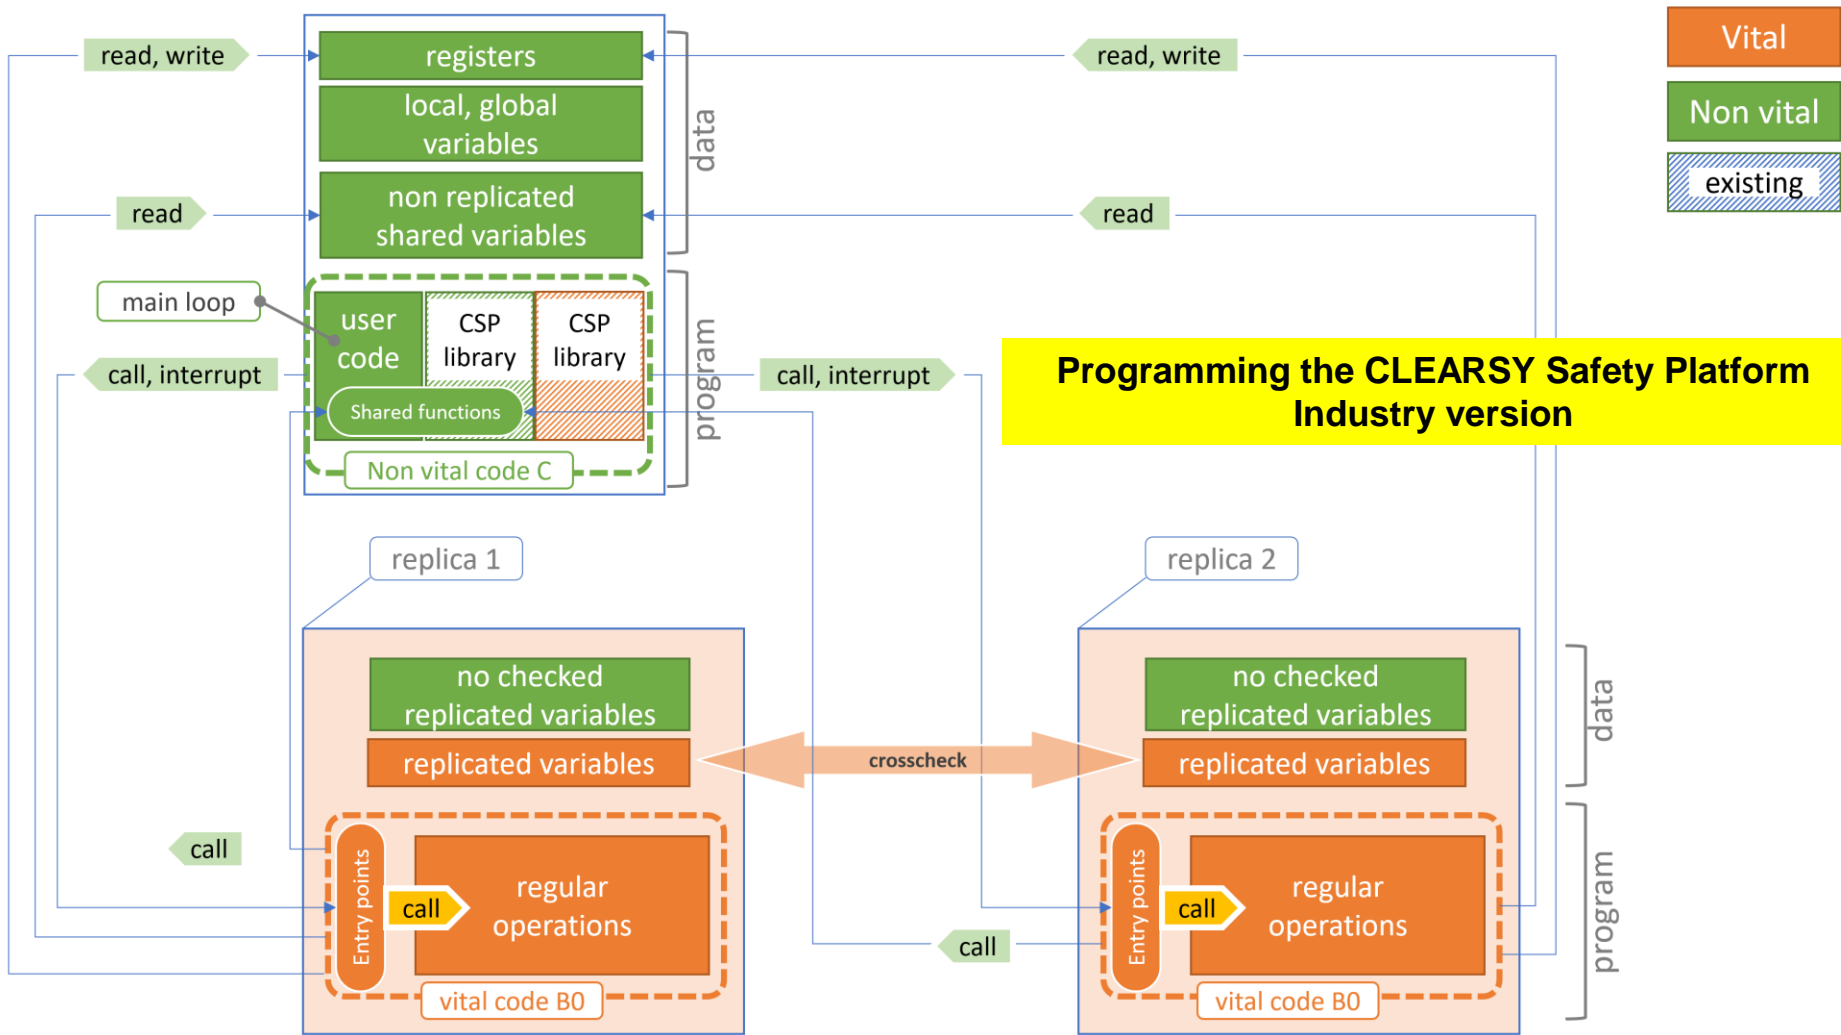 read, write
registers
read, write
Vital
local, global
variables
data
Non vital
existing
read
non replicated
shared variables
read
main loop
user
code
CSP
library
CSP
library
program
call, interrupt
call, interrupt
Programming the CLEARSY Safety Platform
Industry version
Shared functions
Non vital code C
replica 1
replica 2
no checked
replicated variables
no checked
replicated variables
data
replicated variables
crosscheck
replicated variables
call
Entry points
call
regular
operations
call
Entry points
call
regular
operations
program
vital code B0
vital code B0